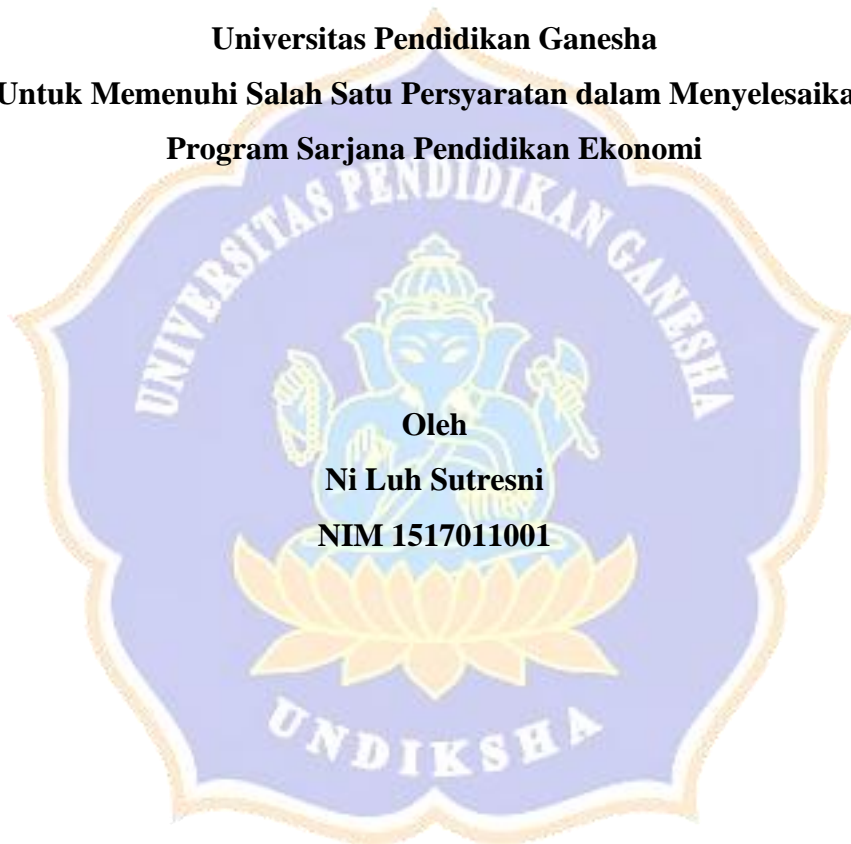 Universitas Pendidikan Ganesha
Untuk Memenuhi Salah Satu Persyaratan dalam Menyelesaika
Program Sarjana Pendidikan Ekonomi
UNIVERSITAS PENDIDIKAN GANESHA
Oleh
Ni Luh Sutresni
NIM 1517011001
UNDIKSHA